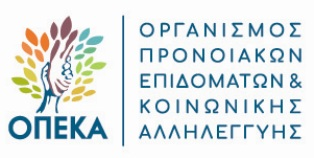 ΟΠΕΚΑ
ΟΡΓΑΝΙΣΜΟΣ
ΠΡΟΝΟΙΑΚΩΝ
ΕΠΙΔΟΜΑΤΩΝ &
ΚΟΙΝΩΝΙΚΗΣ
ΑΛΛΗΛΕΓΓΥΗΣ